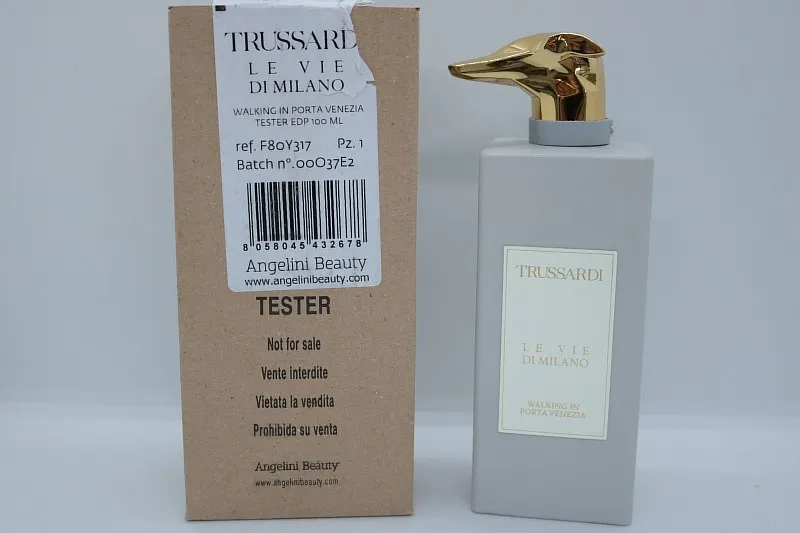 TRUSSARDI
LE VIE
DI MILANO
WALKING IN PORTA VENEZIA
TESTER EDP 100 ML
ref. F80Y317 Pz. 1
Batch n°.00O37E2
8 058045 432678
Angelini Beauty
www.angelinibeauty.com
TESTER
Not for sale
Vente interdite
Vietata la vendita
Prohibida su venta
Angelini Beauty
www.angelinibeauty.com
TRUSSARDI
LE VIE
DI MILANO
WALKING IN
PORTA VENEZIA